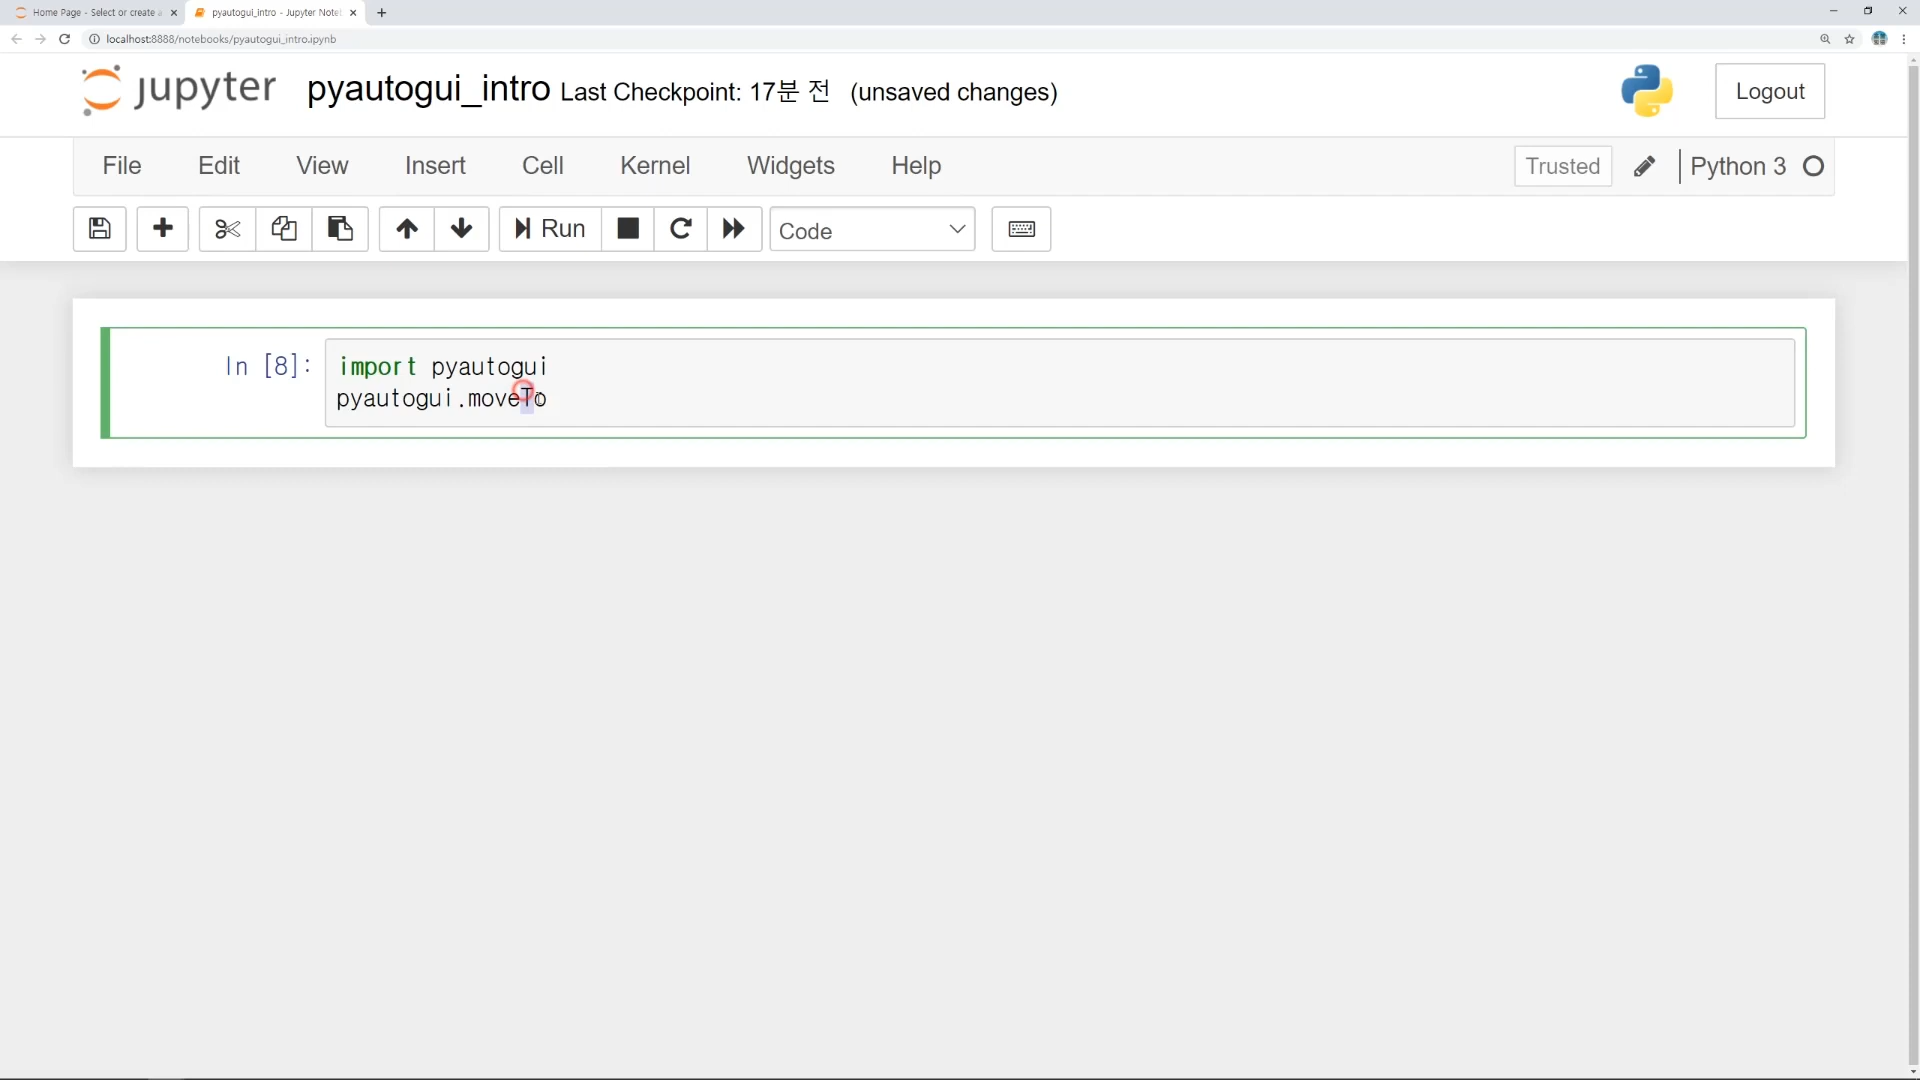 Home Page - Select or create a
pyautogui_intro - Jupyter Note
localhost:8888/notebooks/pyautogui_intro.ipynb
jupyter pyautogui_intro Last Checkpoint: 17분 전 (unsaved changes) Logout
File Edit View Insert Cell Kernel Widgets Help Trusted Python 3
Run Code
In [8]: import pyautogui
pyautogui.moveTo